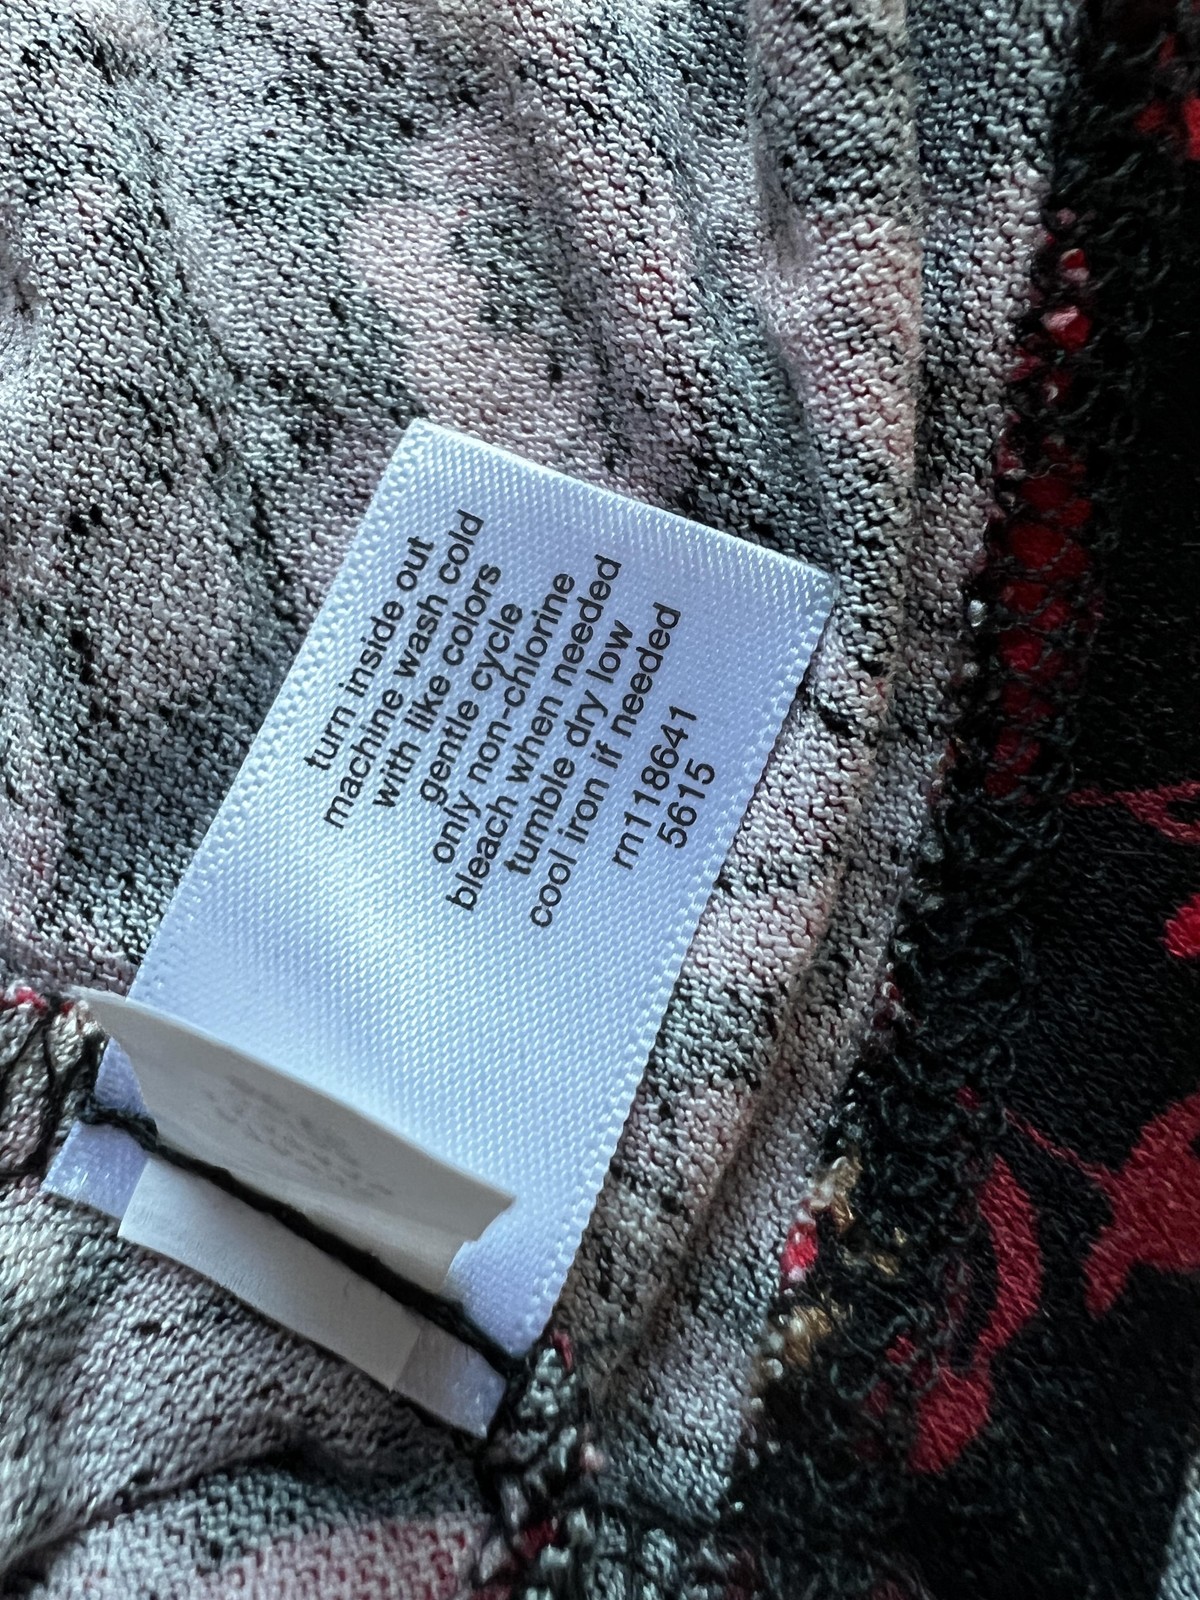 turn inside out
machine wash cold
with like colors
gentle cycle
only non-chlorine
bleach when needed
tumble dry low
cool iron if needed
rn118641
5615